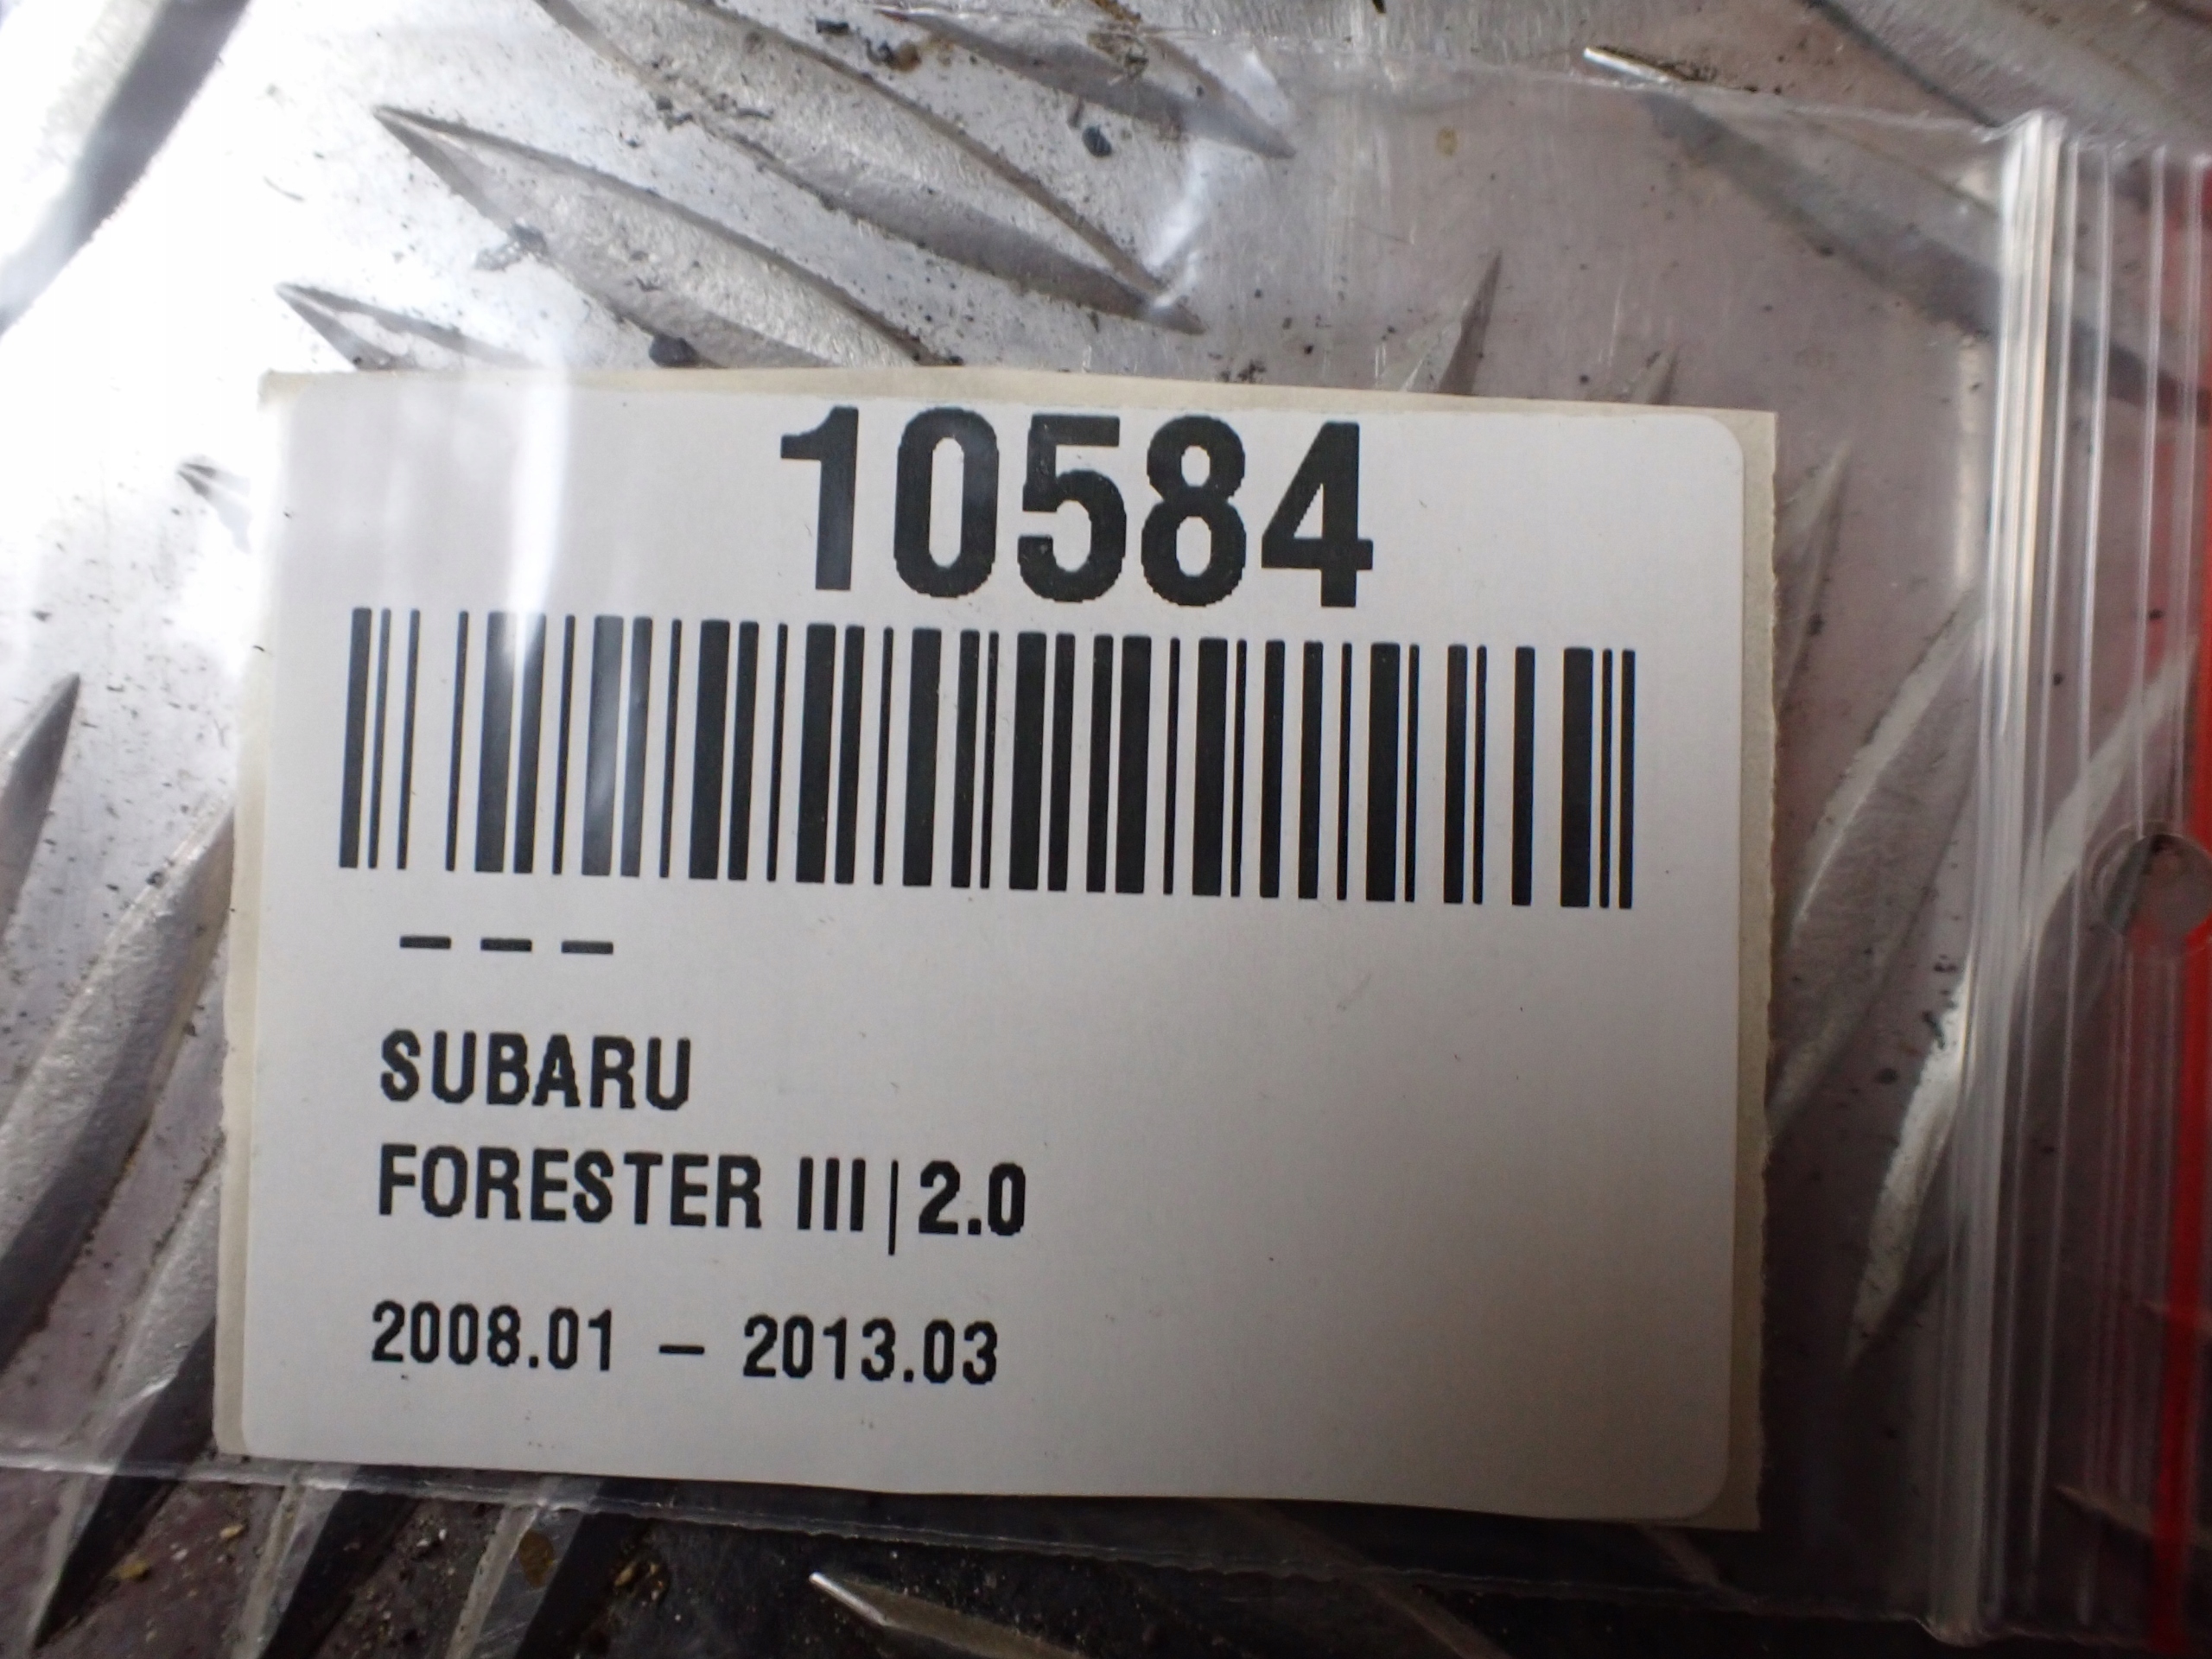 10584
– – –
SUBARU
FORESTER III|2.0
2008.01 – 2013.03